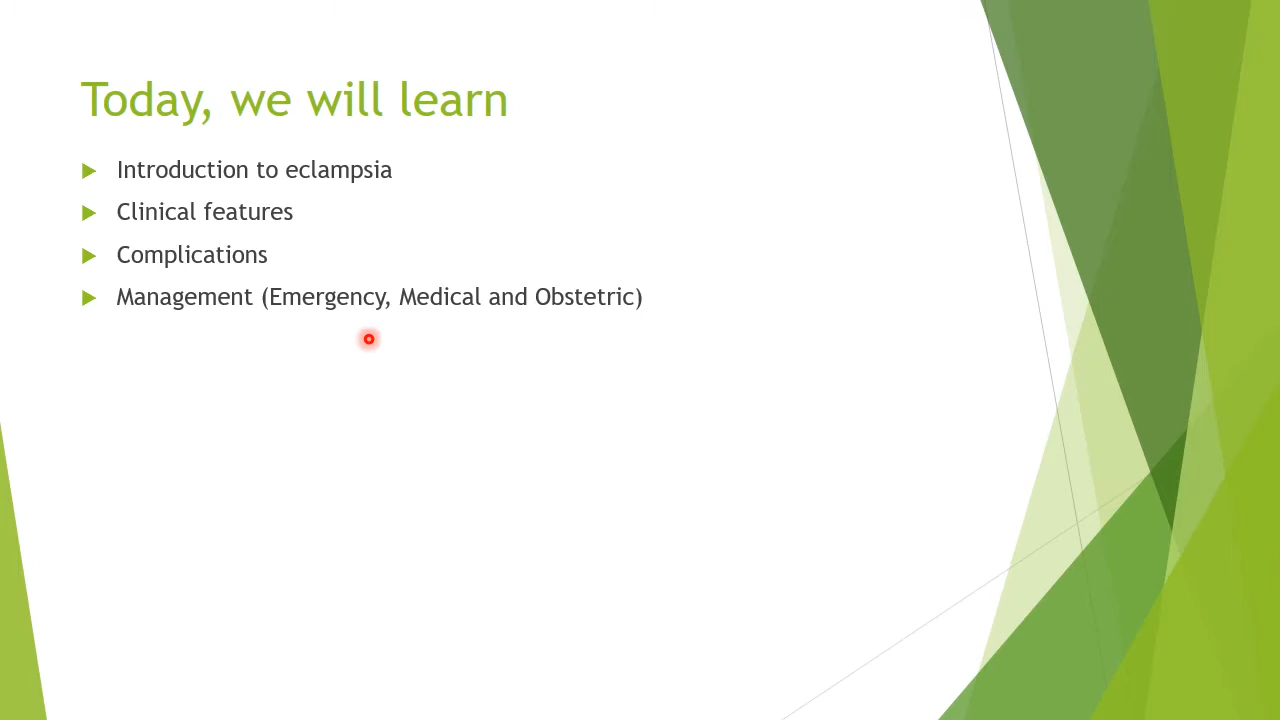 Today, we will learn
Introduction to eclampsia
Clinical features
Complications
Management (Emergency, Medical and Obstetric)